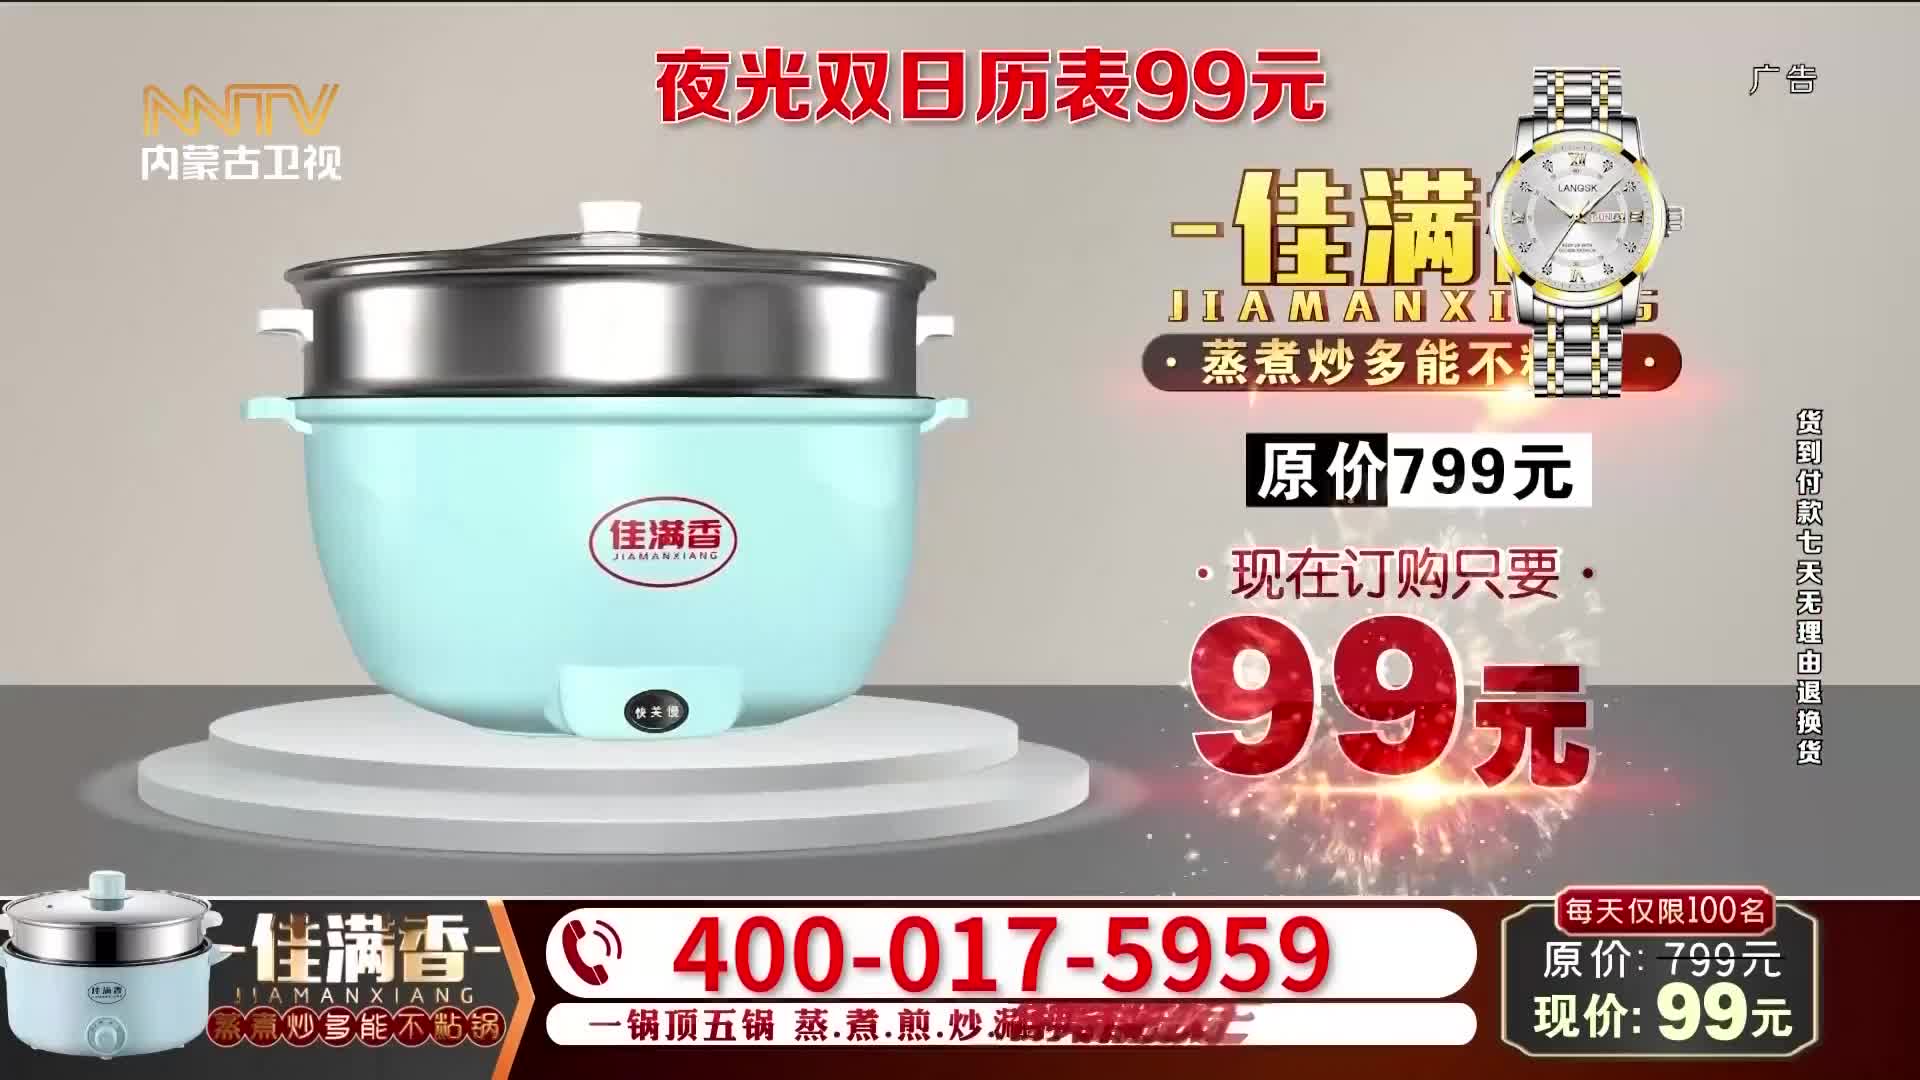 夜光双日历表99元
广告
NNTV
内蒙古卫视
LANGSK
佳满
JIAMANXI
G
·蒸煮炒多能不
原价799元
·现在订购只要·
99元
货到付款七天无理由退换货
佳满香
JIAMANXIANG
快关慢
佳满香
JIAMANXIANG
蒸煮炒多能不粘锅
佳满香
400-017-5959
一锅顶五锅 蒸.煮.煎.炒.涮
每天仅限100名
原价: 799元
现价: 99元